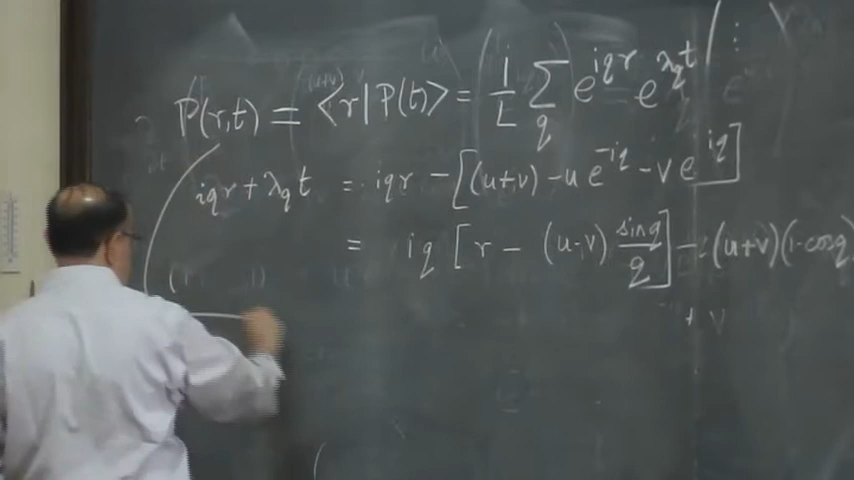 P(r,t) = <r|P(t)> = 1/L Σ_q e^{iqr} e^{λ_q t}
iqr + λ_q t = iqr - [(u+v) - u e^{-iq} - v e^{iq}]
= iq [r - (u-v) sinq/q] - (u+v)(1-cosq)
+ v